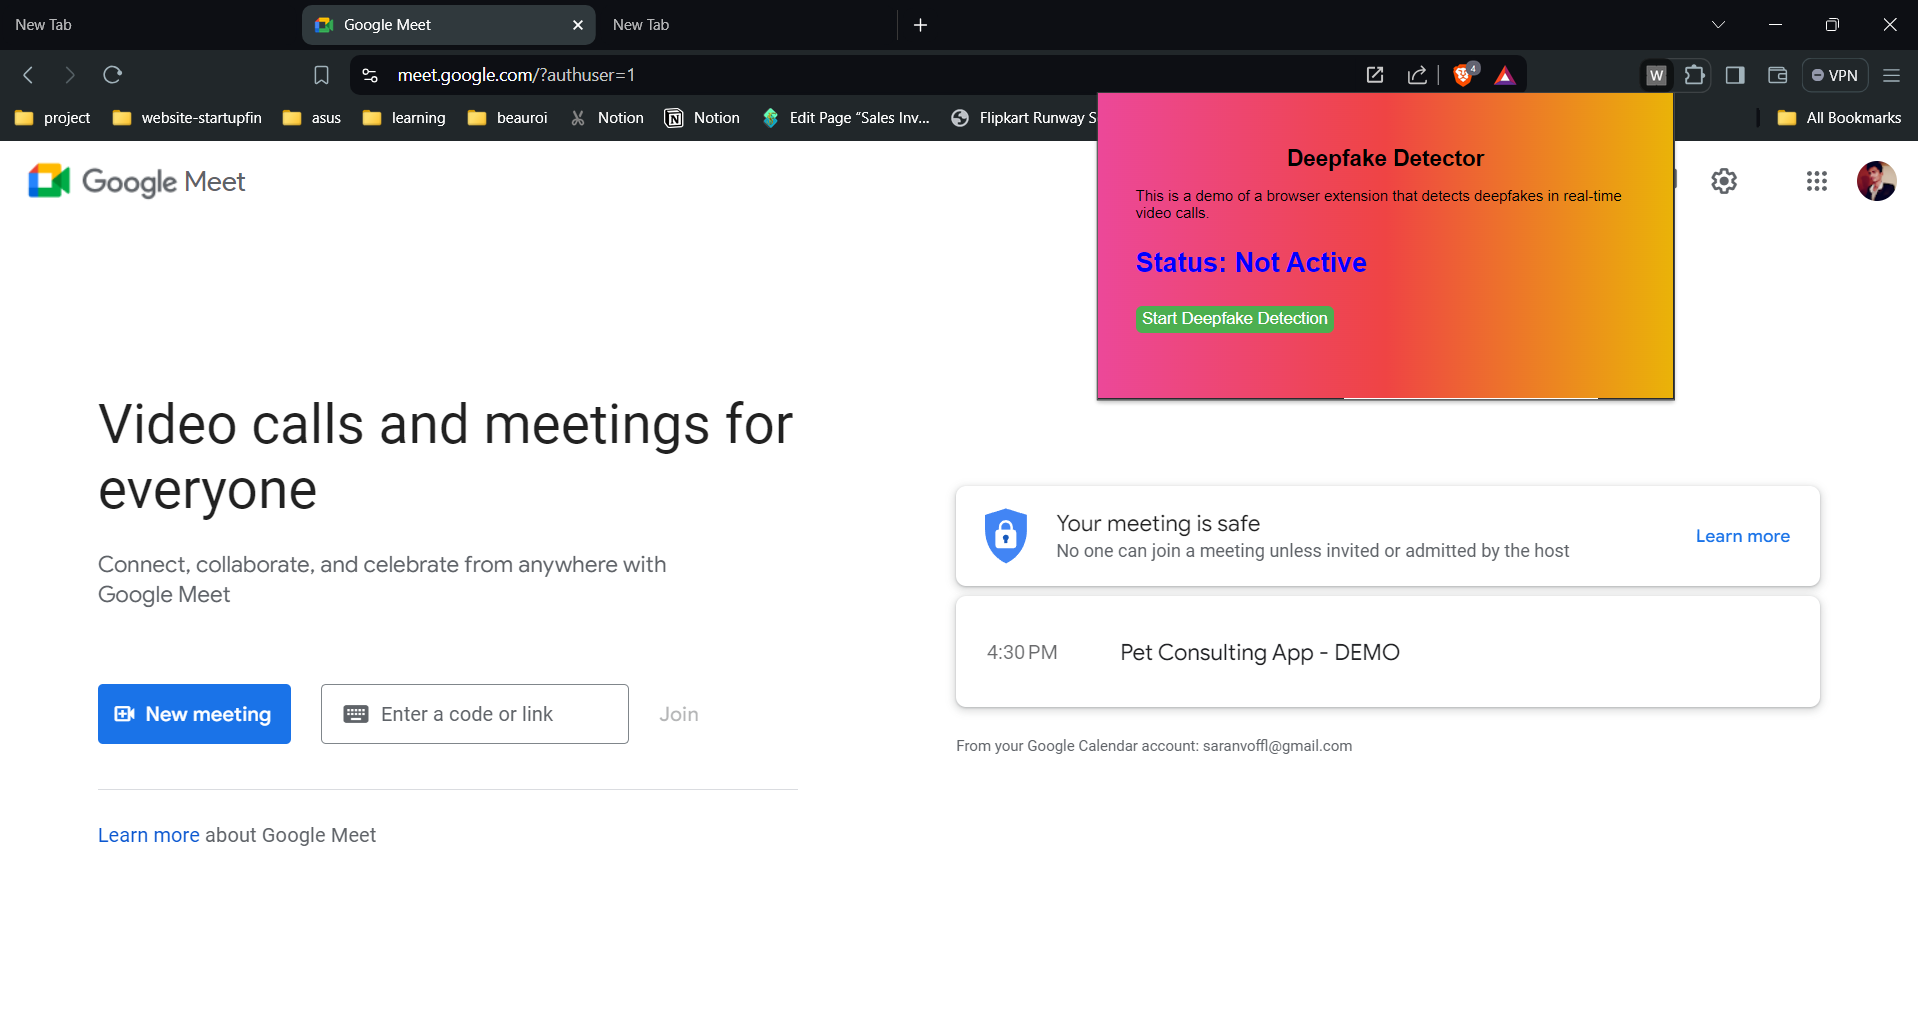 New Tab
Google Meet
New Tab
meet.google.com/?authuser=1
4
W
VPN
project
website-startupfin
asus
learning
beauroi
Notion
Notion
Edit Page “Sales Inv...
Flipkart Runway S
All Bookmarks
Google Meet
Deepfake Detector
This is a demo of a browser extension that detects deepfakes in real-time
video calls.
Status: Not Active
Start Deepfake Detection
Video calls and meetings for
everyone
Connect, collaborate, and celebrate from anywhere with
Google Meet
New meeting
Enter a code or link
Join
Learn more about Google Meet
Your meeting is safe
No one can join a meeting unless invited or admitted by the host
Learn more
4:30 PM
Pet Consulting App - DEMO
From your Google Calendar account: saranvoffl@gmail.com